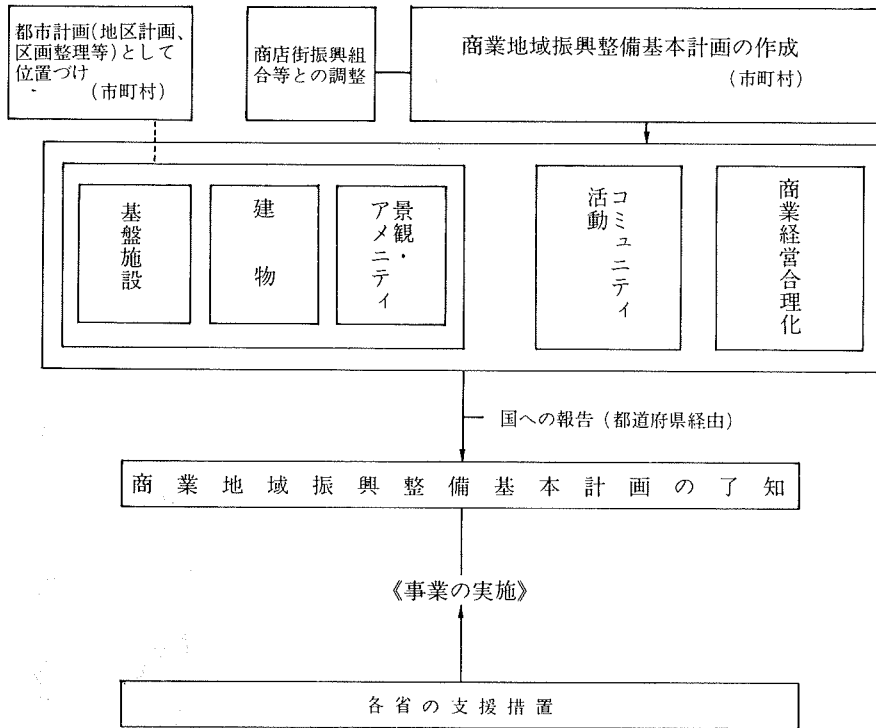 都市計画(地区計画、
区画整理等)として
位置づけ
(市町村)
商店街振興組
合等との調整
商業地域振興整備基本計画の作成
(市町村)
基盤施設
建物
景観・
アメニティ
コミュニティ
活動
商業経営合理化
国への報告(都道府県経由)
商業地域振興整備基本計画の了知
《事業の実施》
各省の支援措置